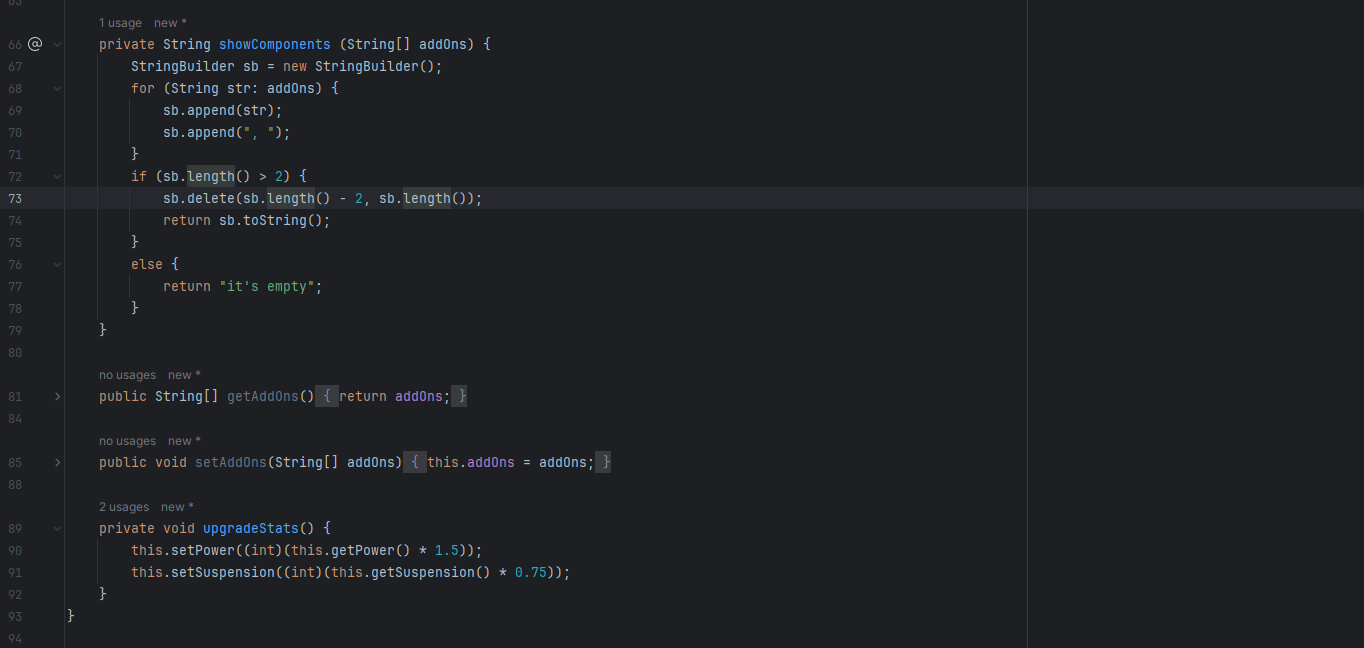 65
1 usage   new *
66 @ private String showComponents (String[] addOns) {
67 StringBuilder sb = new StringBuilder();
68 for (String str: addOns) {
69 sb.append(str);
70 sb.append(", ");
71 }
72 if (sb.length() > 2) {
73 sb.delete(sb.length() - 2, sb.length());
74 return sb.toString();
75 }
76 else {
77 return "it's empty";
78 }
79 }
80
no usages   new *
81 public String[] getAddOns() { return addOns; }
84
no usages   new *
85 public void setAddOns(String[] addOns) { this.addOns = addOns; }
88
2 usages   new *
89 private void upgradeStats() {
90 this.setPower((int)(this.getPower() * 1.5));
91 this.setSuspension((int)(this.getSuspension() * 0.75));
92 }
93 }
94